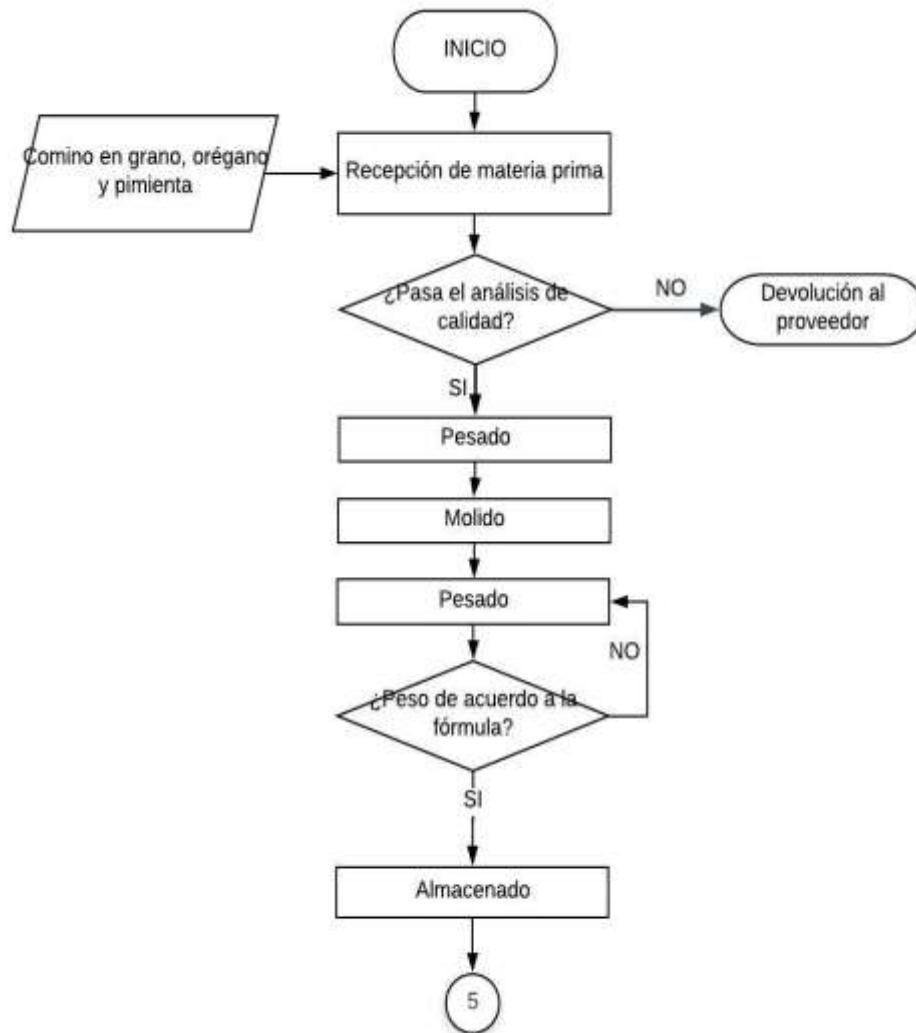 INICIO
Comino en grano, orégano
y pimienta
Recepción de materia prima
¿Pasa el análisis de
calidad?
NO
Devolución al
proveedor
SI
Pesado
Molido
Pesado
NO
¿Peso de acuerdo a la
fórmula?
SI
Almacenado
5